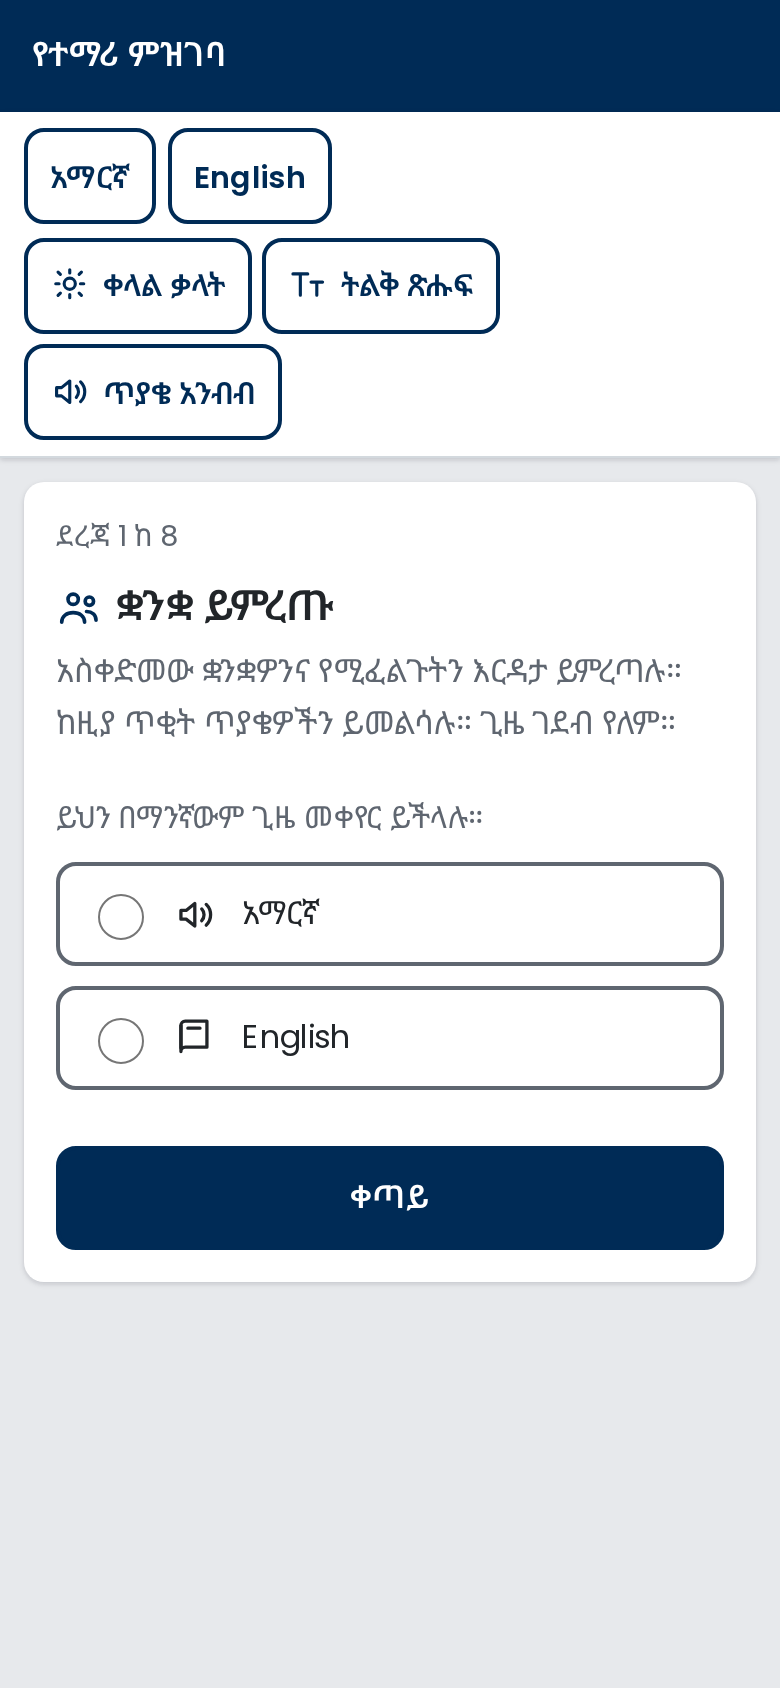 የተማሪ ምዝገባ
አማርኛ
English
ቀላል ቃላት
ትልቅ ጽሑፍ
ጥያቄ አንብብ
ደረጃ 1 ከ 8
ቋንቋ ይምረጡ
አስቀድመው ቋንቋዎንና የሚፈልጉትን እርዳታ ይምረጣሉ።
ከዚያ ጥቂት ጥያቄዎችን ይመልሳሉ። ጊዜ ገደብ የለም።
ይህን በማንኛውም ጊዜ መቀየር ይችላሉ።
አማርኛ
English
ቀጣይ